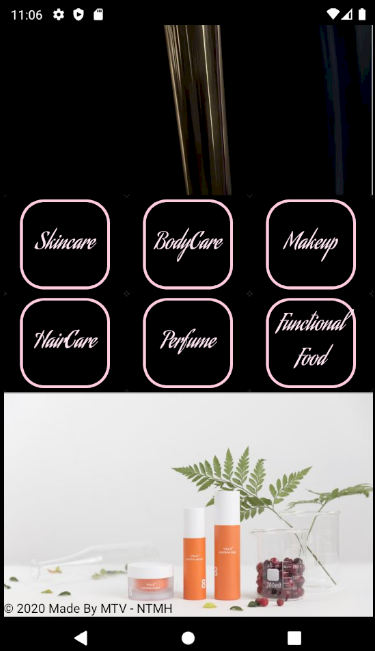 11:06
Skincare BodyCare Makeup
HairCare Perfume Functional Food
© 2020 Made By MTV - NTMH